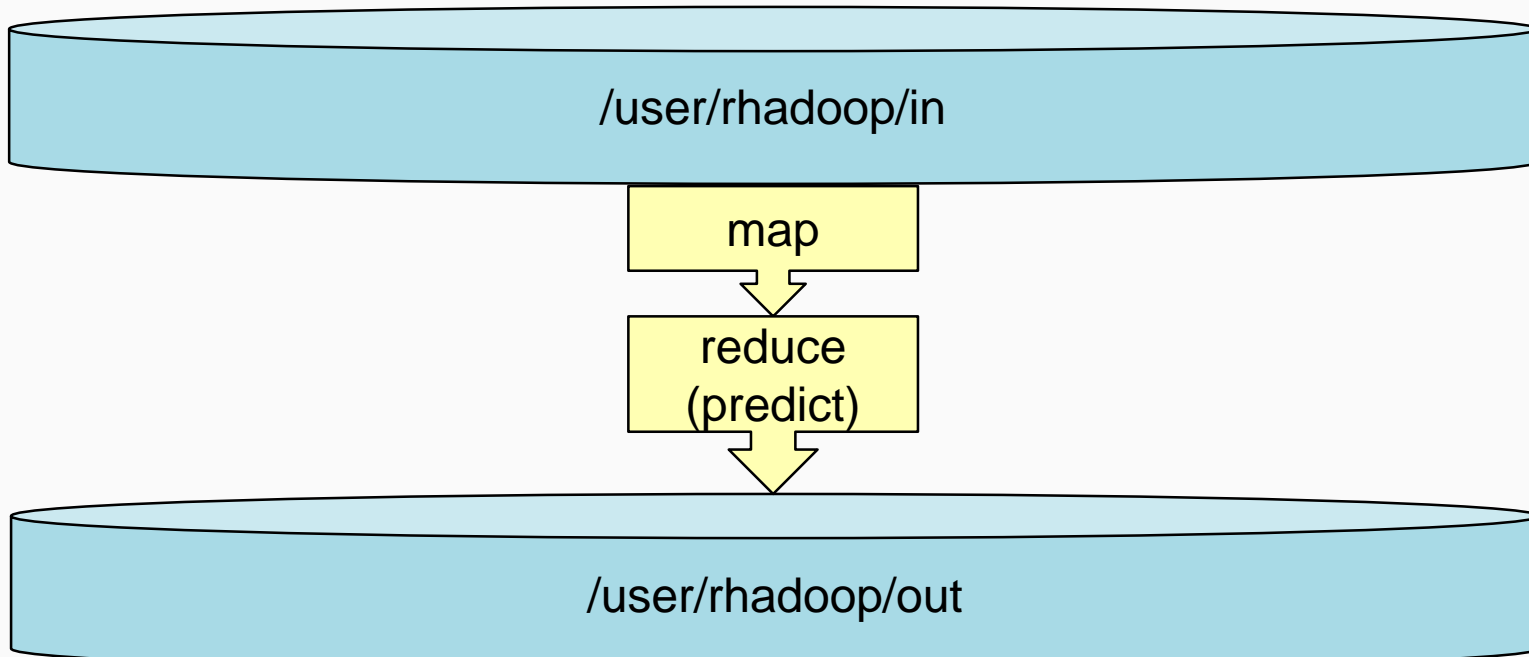 /user/rhadoop/in
map
reduce
(predict)
/user/rhadoop/out